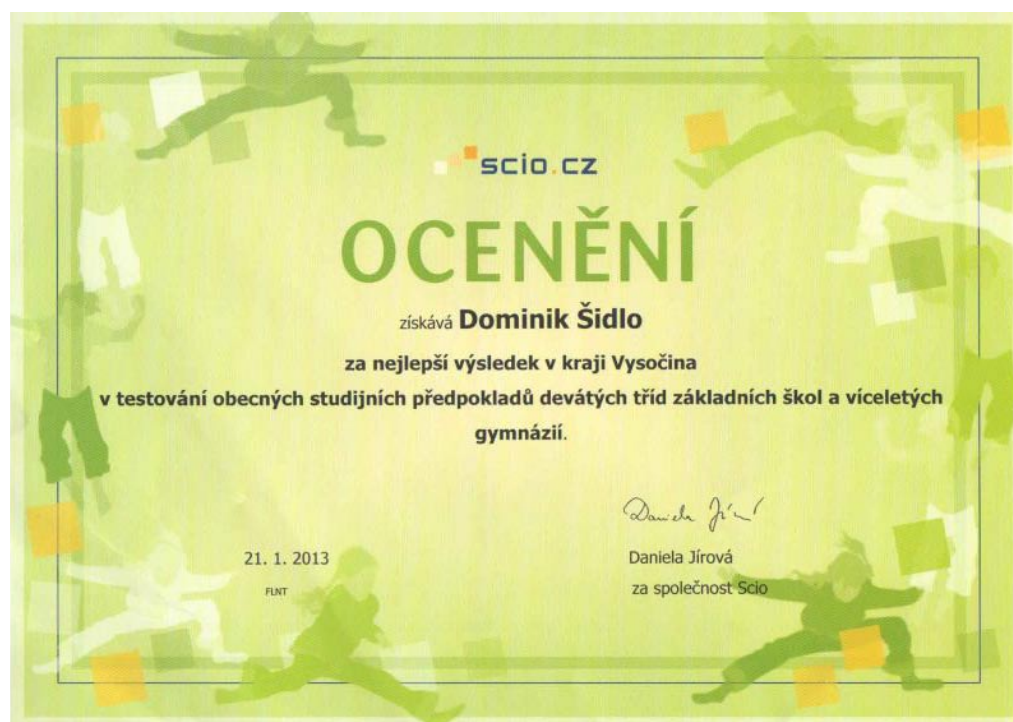 scio.cz
OCENĚNÍ
získává Dominik Šidlo
za nejlepší výsledek v kraji Vysočina
v testování obecných studijních předpokladů devátých tříd základních škol a víceletých
gymnázií.
Daniela Jírová
21. 1. 2013
Daniela Jírová
FLNT
za společnost Scio